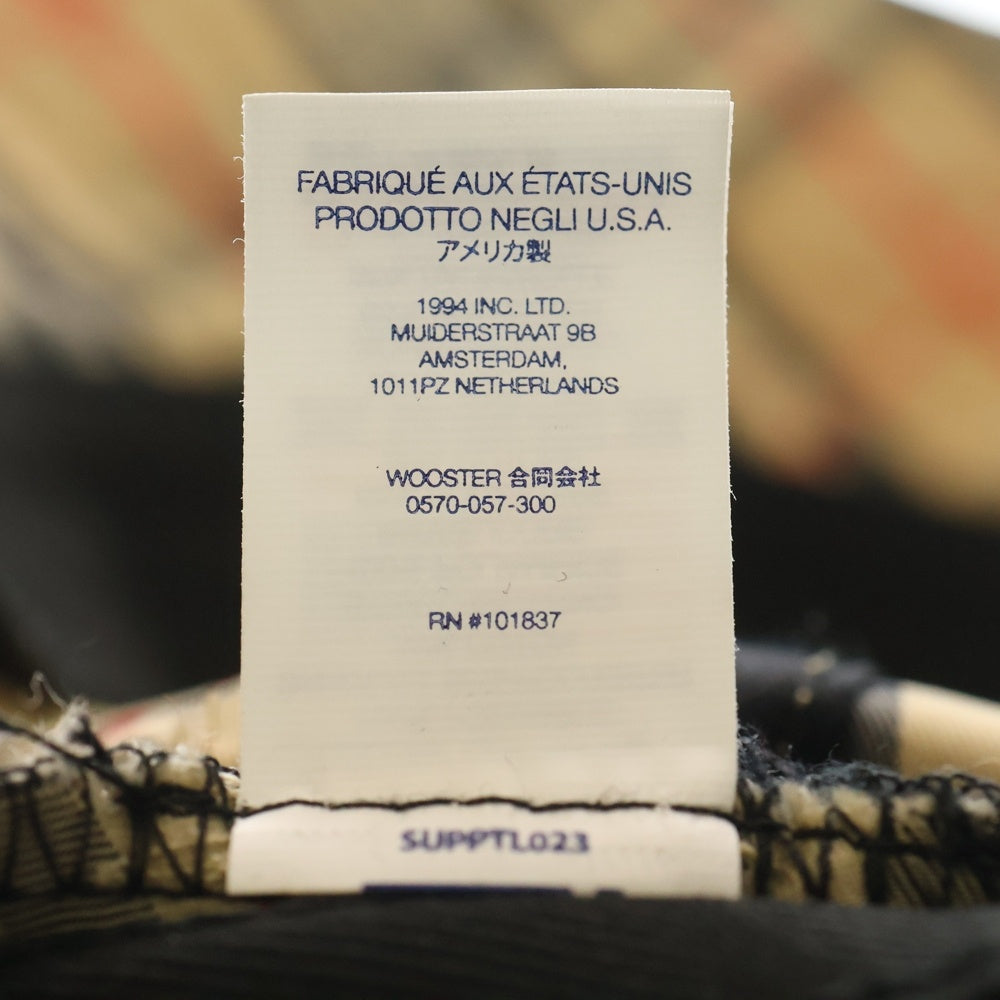 FABRIQUÉ AUX ÉTATS-UNIS
PRODOTTO NEGLI U.S.A.
アメリカ製
1994 INC. LTD.
MUIDERSTRAAT 9B
AMSTERDAM,
1011PZ NETHERLANDS
WOOSTER 合同会社
0570-057-300
RN #101837
SUPPTL023